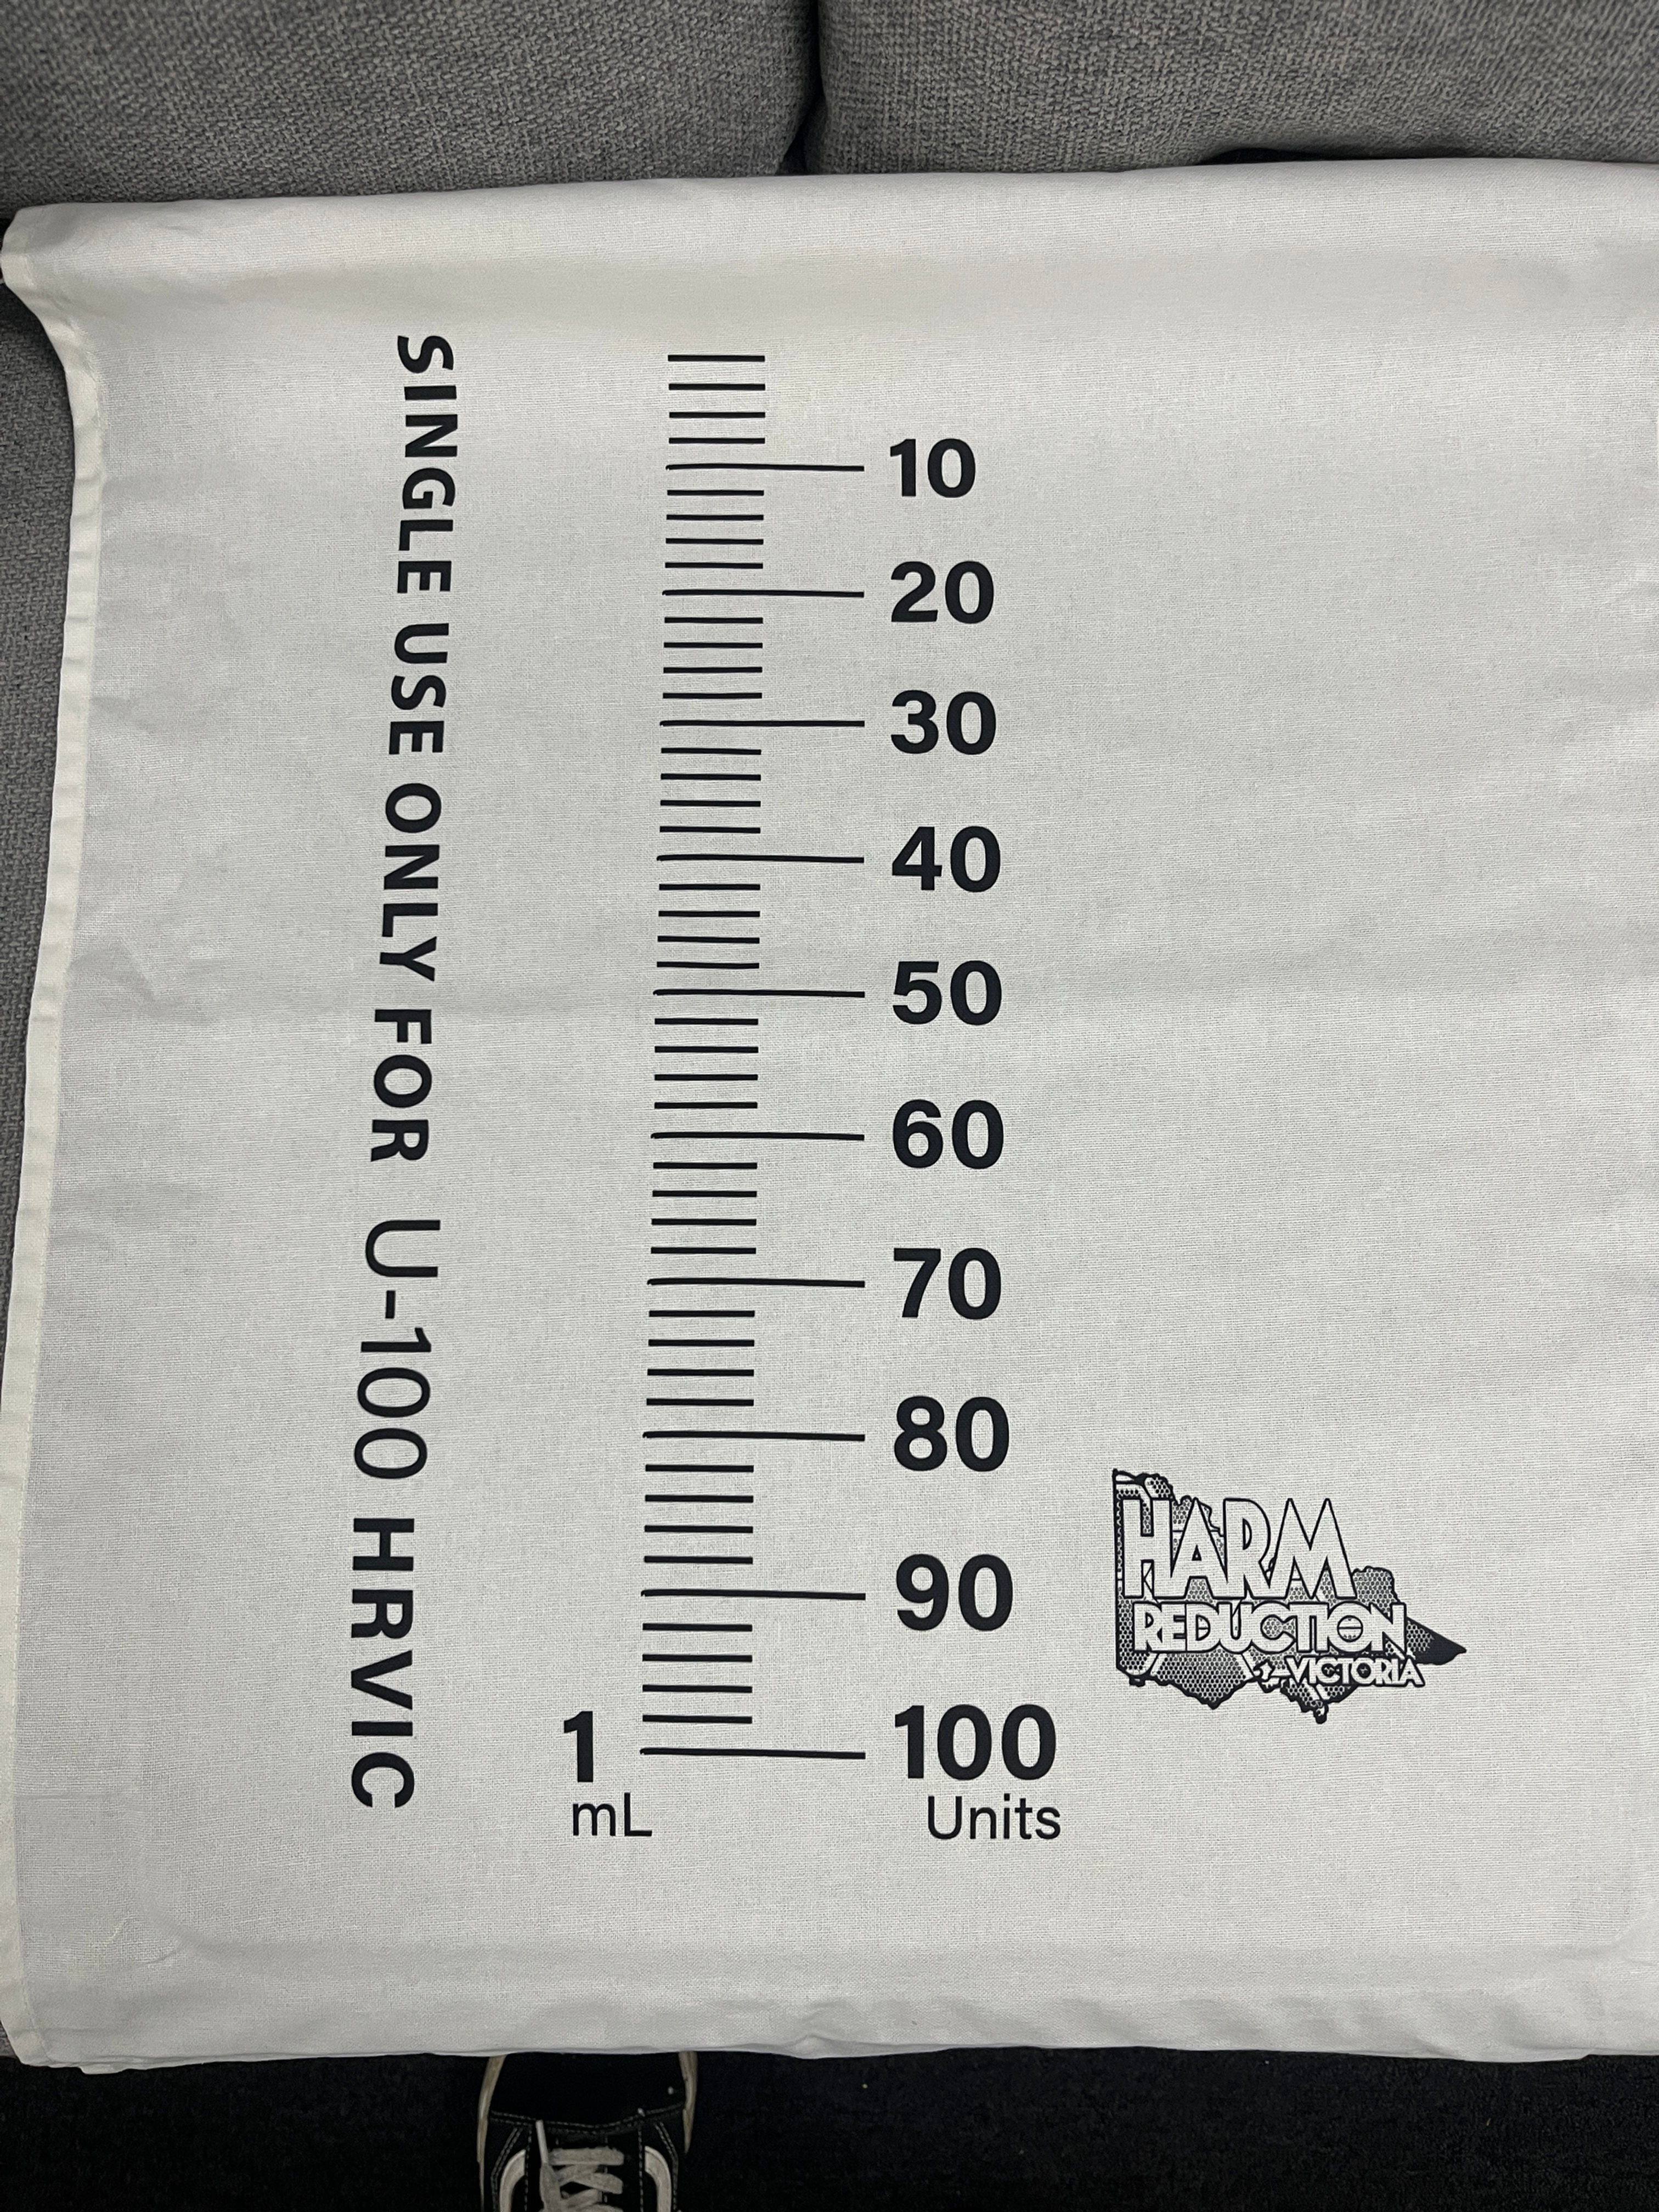 SINGLE USE ONLY FOR U-100 HRVIC
10
20
30
40
50
60
70
80
90
1 100
mL Units
HARM
REDUCTION
VICTORIA